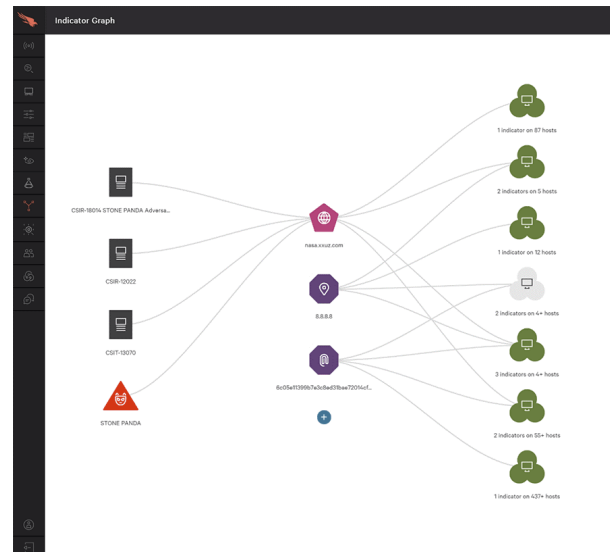 Indicator Graph
1 indicator on 87 hosts
2 indicators on 5 hosts
CSIR-18014 STONE PANDA Adversa...
nasa.xxuz.com
1 indicator on 12 hosts
CSIR-12022
8.8.8.8
2 indicators on 4+ hosts
CSIT-13070
3 indicators on 4+ hosts
STONE PANDA
2 indicators on 55+ hosts
1 indicator on 437+ hosts